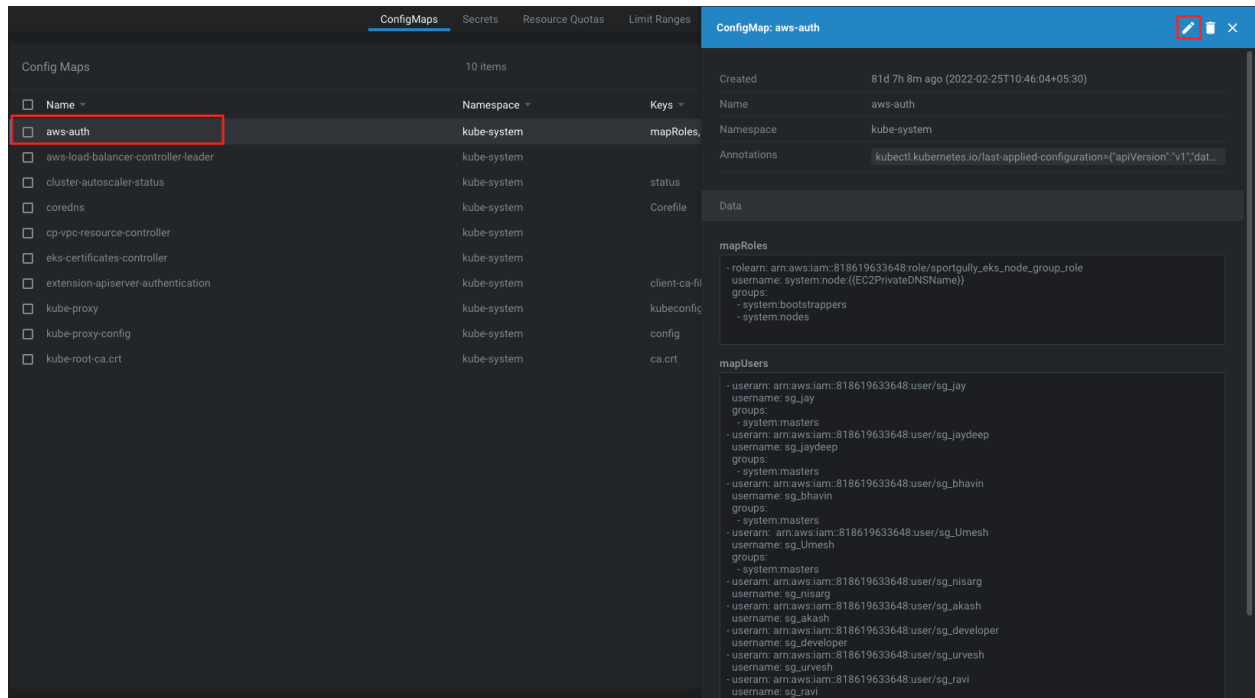 ConfigMaps Secrets Resource Quotas Limit Ranges
Config Maps 10 items
Name Namespace Keys
aws-auth kube-system mapRoles,
aws-load-balancer-controller-leader kube-system
cluster-autoscaler-status kube-system status
coredns kube-system Corefile
cp-vpc-resource-controller kube-system
eks-certificates-controller kube-system
extension-apiserver-authentication kube-system client-ca-fil
kube-proxy kube-system kubeconfig
kube-proxy-config kube-system config
kube-root-ca.crt kube-system ca.crt
ConfigMap: aws-auth
Created 81d 7h 8m ago (2022-02-25T10:46:04+05:30)
Name aws-auth
Namespace kube-system
Annotations kubectl.kubernetes.io/last-applied-configuration={"apiVersion":"v1","dat...
Data
mapRoles
- rolearn: arn:aws:iam::818619633648:role/sportgully_eks_node_group_role
username: system:node:{{EC2PrivateDNSName}}
groups:
- system:bootstrappers
- system:nodes
mapUsers
- userarn: arn:aws:iam::818619633648:user/sg_jay
username: sg_jay
groups:
- system:masters
- userarn: arn:aws:iam::818619633648:user/sg_jaydeep
username: sg_jaydeep
groups:
- system:masters
- userarn: arn:aws:iam::818619633648:user/sg_bhavin
username: sg_bhavin
groups:
- system:masters
- userarn: arn:aws:iam::818619633648:user/sg_Umesh
username: sg_Umesh
groups:
- system:masters
- userarn: arn:aws:iam::818619633648:user/sg_nisarg
username: sg_nisarg
- userarn: arn:aws:iam::818619633648:user/sg_akash
username: sg_akash
- userarn: arn:aws:iam::818619633648:user/sg_developer
username: sg_developer
- userarn: arn:aws:iam::818619633648:user/sg_urvesh
username: sg_urvesh
- userarn: arn:aws:iam::818619633648:user/sg_ravi
username: sg_ravi